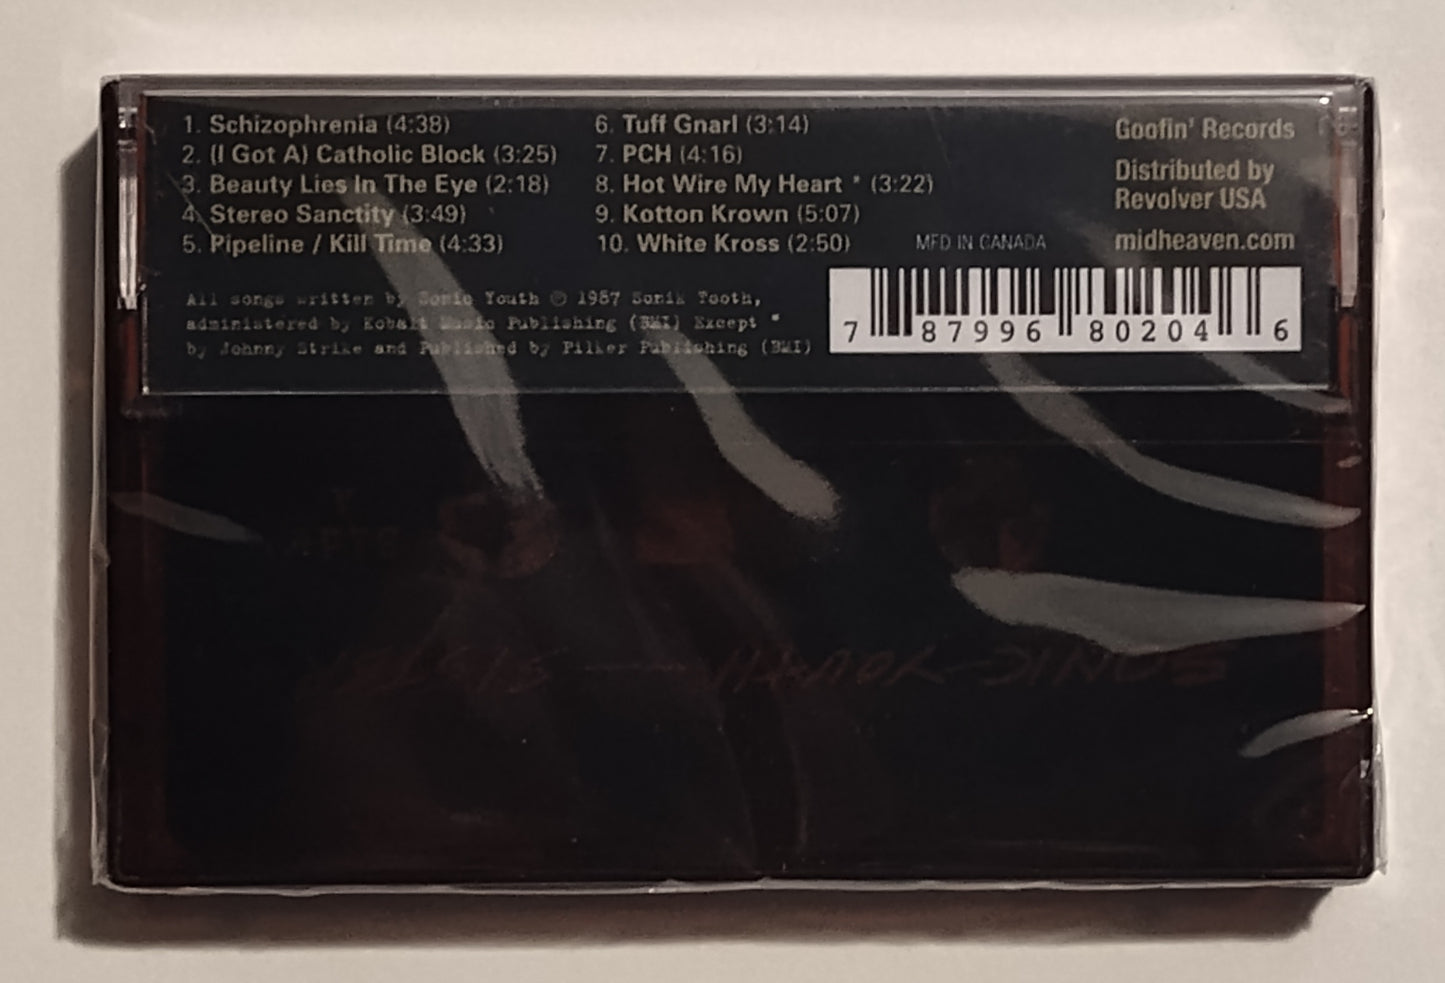 1. Schizophrenia (4:38)
2. (I Got A) Catholic Block (3:25)
3. Beauty Lies In The Eye (2:18)
4. Stereo Sanctity (3:49)
5. Pipeline / Kill Time (4:33)
6. Tuff Gnarl (3:14)
7. PCH (4:16)
8. Hot Wire My Heart * (3:22)
9. Kotton Krown (5:07)
10. White Kross (2:50)
All songs written by Sonic Youth ℗ 1987 Sonik Tooth,
administered by Kobalt Music Publishing (BMI) Except *
by Johnny Strike and Published by Pilker Publishing (BMI)
MFD IN CANADA
Goofin' Records
Distributed by
Revolver USA
midheaven.com
7 87996 80204 6
SONIC YOUTH — SISTER